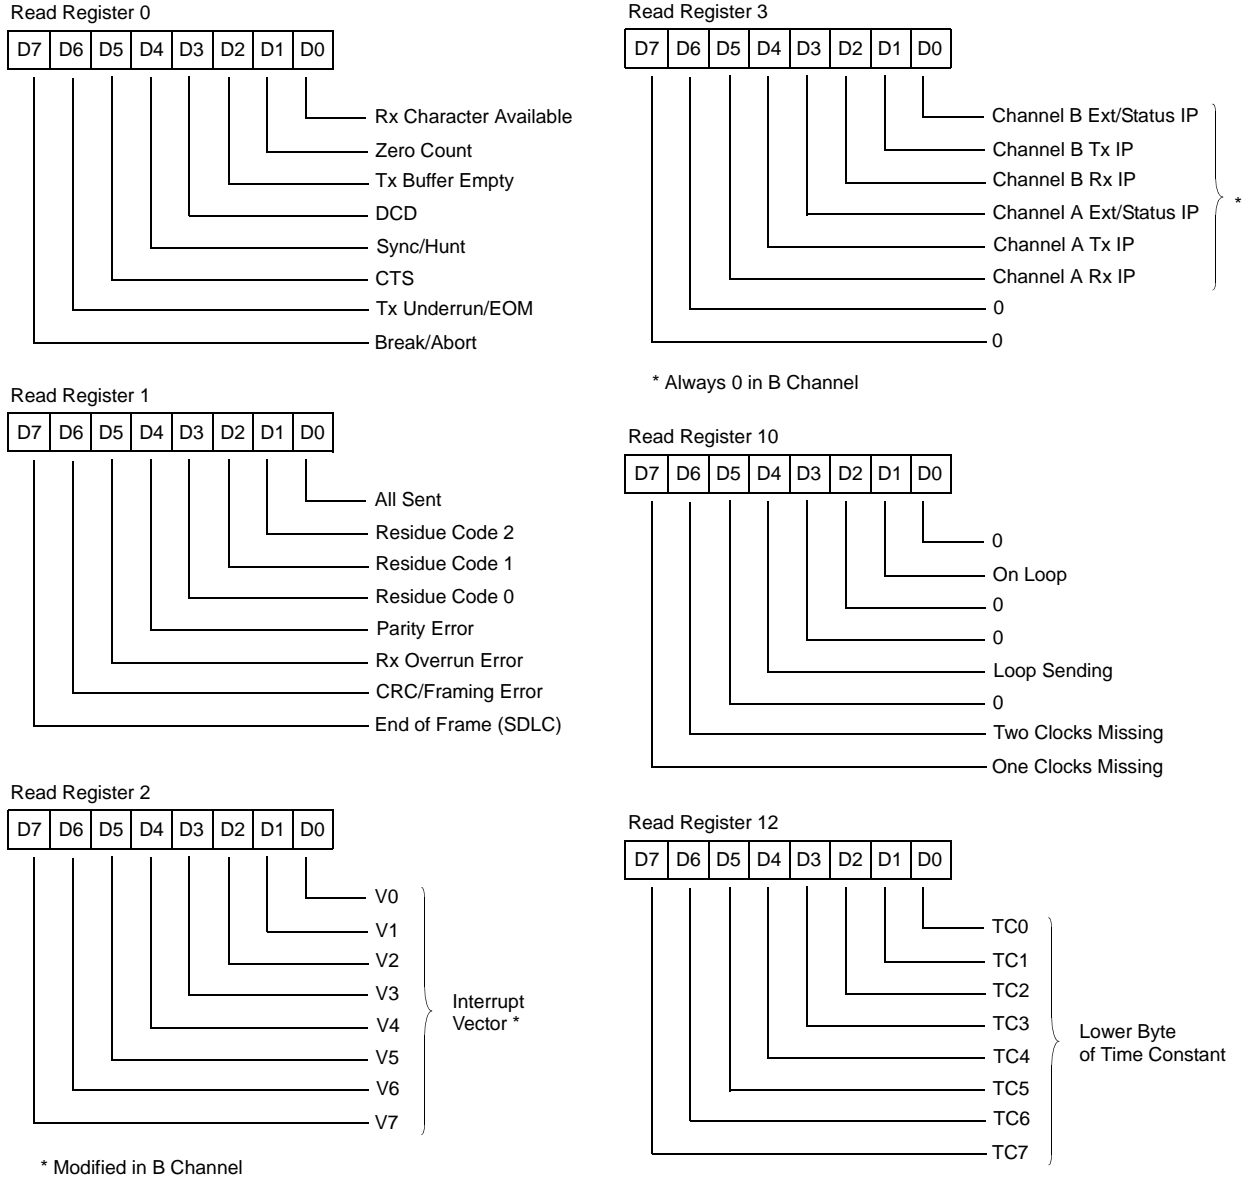 Read Register 0
D7 D6 D5 D4 D3 D2 D1 D0
Rx Character Available
Zero Count
Tx Buffer Empty
DCD
Sync/Hunt
CTS
Tx Underrun/EOM
Break/Abort
Read Register 1
D7 D6 D5 D4 D3 D2 D1 D0
All Sent
Residue Code 2
Residue Code 1
Residue Code 0
Parity Error
Rx Overrun Error
CRC/Framing Error
End of Frame (SDLC)
Read Register 2
D7 D6 D5 D4 D3 D2 D1 D0
V0
V1
V2
V3
V4
V5
V6
V7
Interrupt
Vector *
* Modified in B Channel
Read Register 3
D7 D6 D5 D4 D3 D2 D1 D0
Channel B Ext/Status IP
Channel B Tx IP
Channel B Rx IP
Channel A Ext/Status IP
Channel A Tx IP
Channel A Rx IP
0
0
*
* Always 0 in B Channel
Read Register 10
D7 D6 D5 D4 D3 D2 D1 D0
0
On Loop
0
0
Loop Sending
0
Two Clocks Missing
One Clocks Missing
Read Register 12
D7 D6 D5 D4 D3 D2 D1 D0
TC0
TC1
TC2
TC3
TC4
TC5
TC6
TC7
Lower Byte
of Time Constant